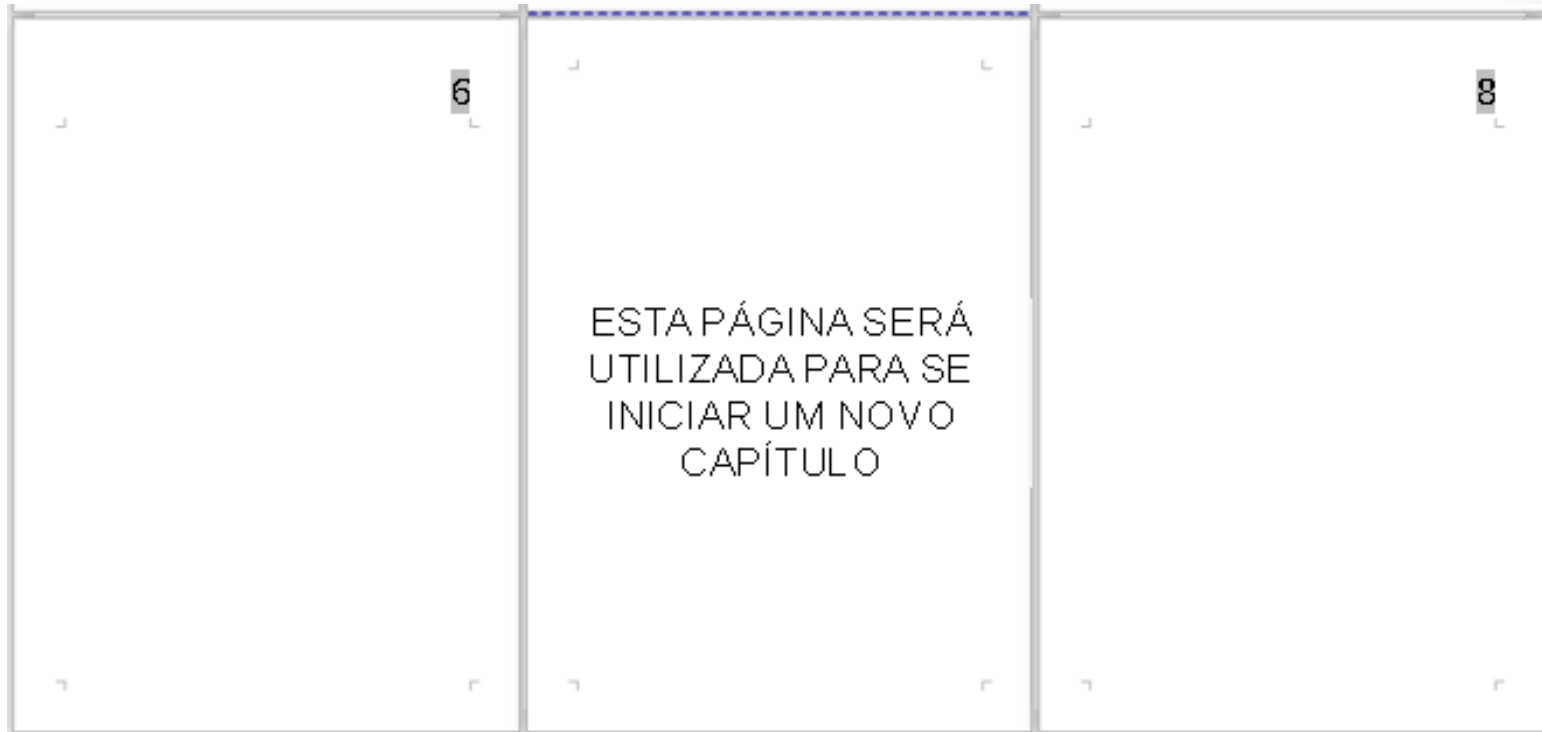 6
8
ESTA PÁGINA SERÁ
UTILIZADA PARA SE
INICIAR UM NOVO
CAPÍTULO